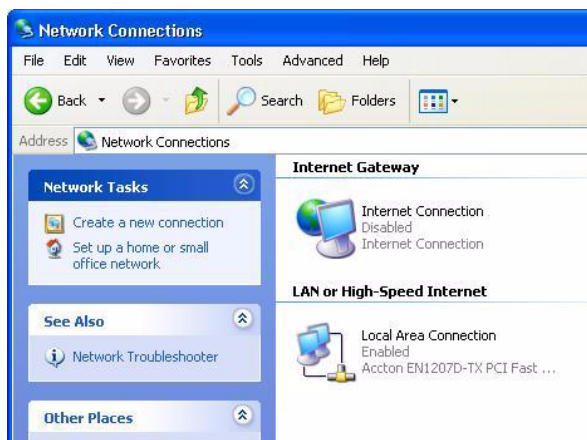 Network Connections
File Edit View Favorites Tools Advanced Help
Back Search Folders
Address Network Connections
Network Tasks
Create a new connection
Set up a home or small
office network
See Also
Network Troubleshooter
Other Places
Internet Gateway
Internet Connection
Disabled
Internet Connection
LAN or High-Speed Internet
Local Area Connection
Enabled
Accton EN1207D-TX PCI Fast ...